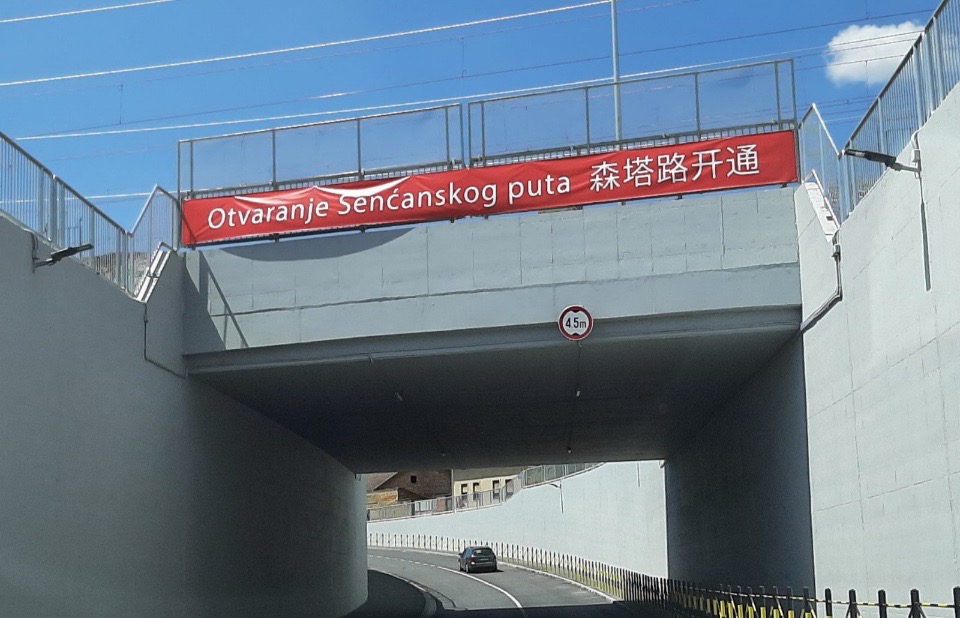 Otvaranje Senćanskog puta 森塔路开通
4.5m